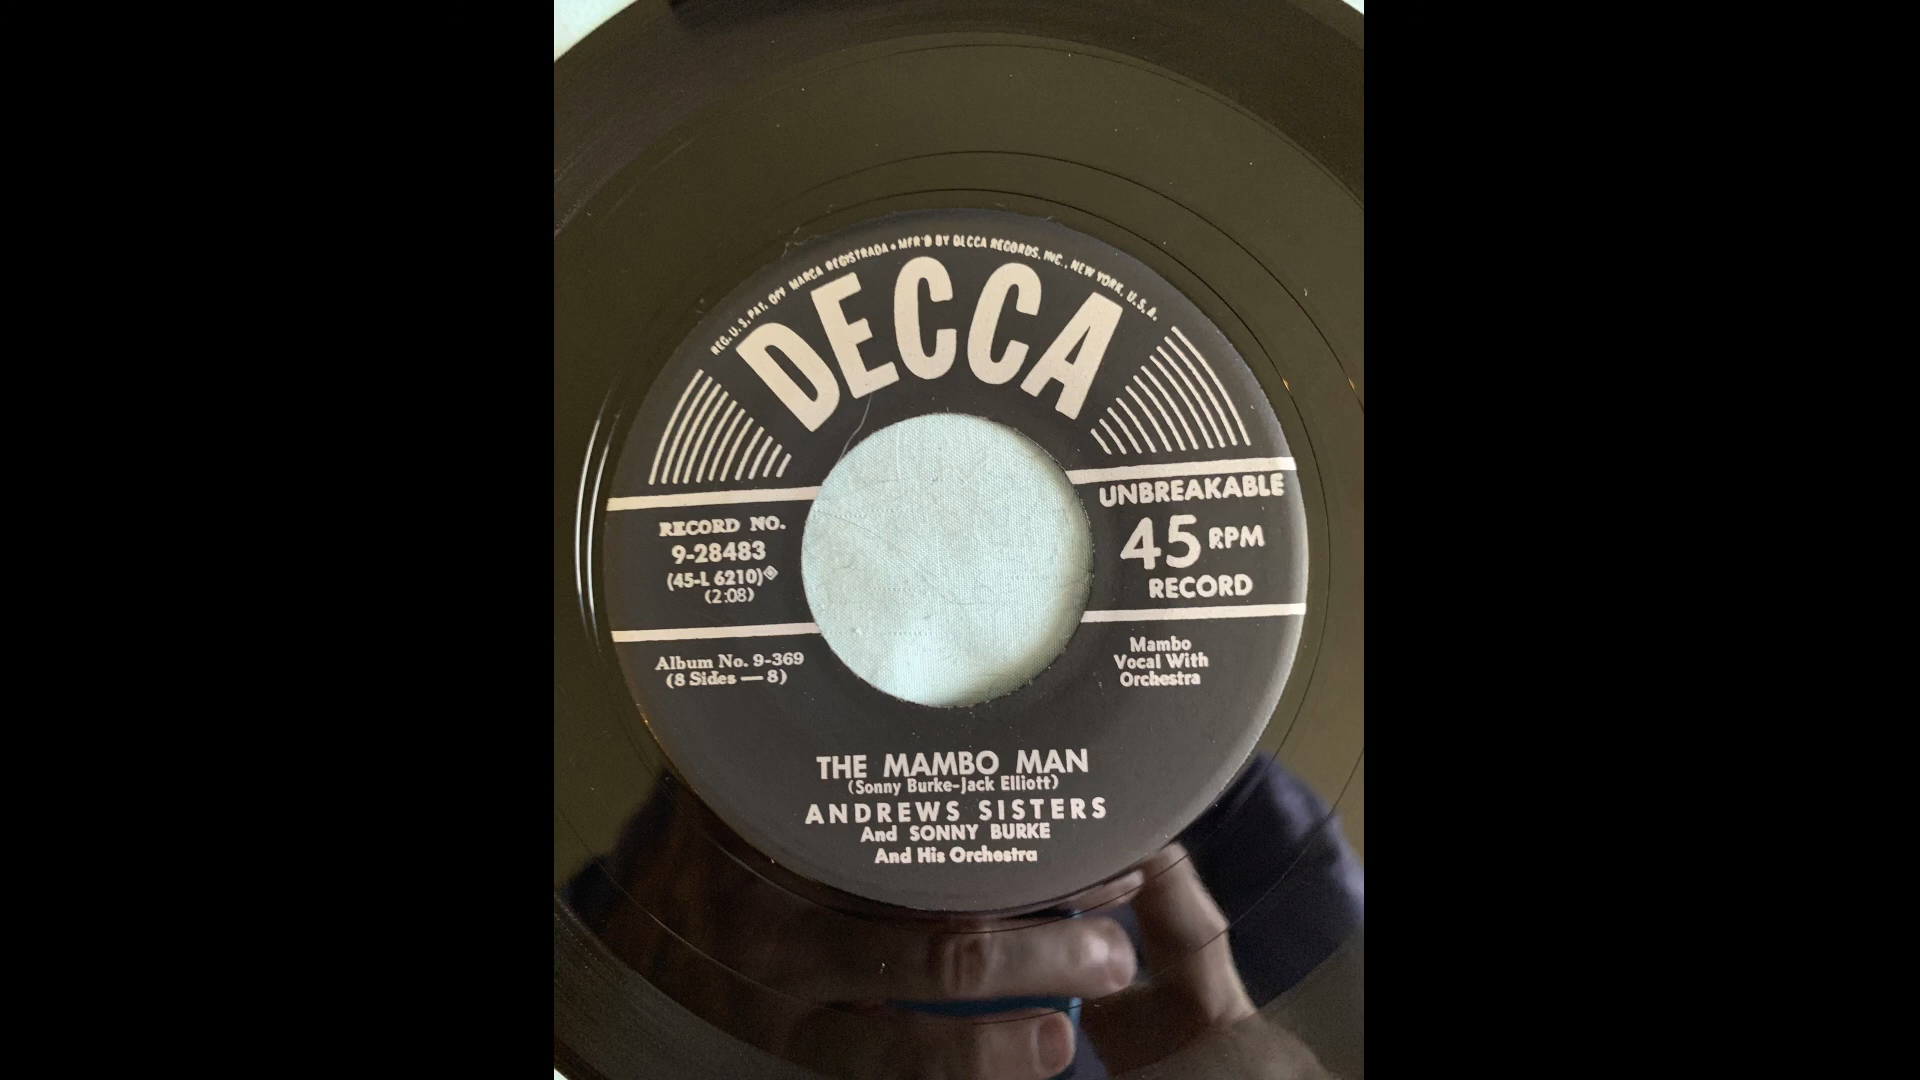 REG. U.S. PAT. OFF. MARCA REGISTRADA • MFR'D BY DECCA RECORDS, INC., NEW YORK, U.S.A.
DECCA
RECORD NO.
9-28483
(45-L 6210)
(2:08)
UNBREAKABLE
45 RPM
RECORD
Album No. 9-369
(8 Sides — 8)
Mambo
Vocal With
Orchestra
THE MAMBO MAN
(Sonny Burke-Jack Elliott)
ANDREWS SISTERS
And SONNY BURKE
And His Orchestra